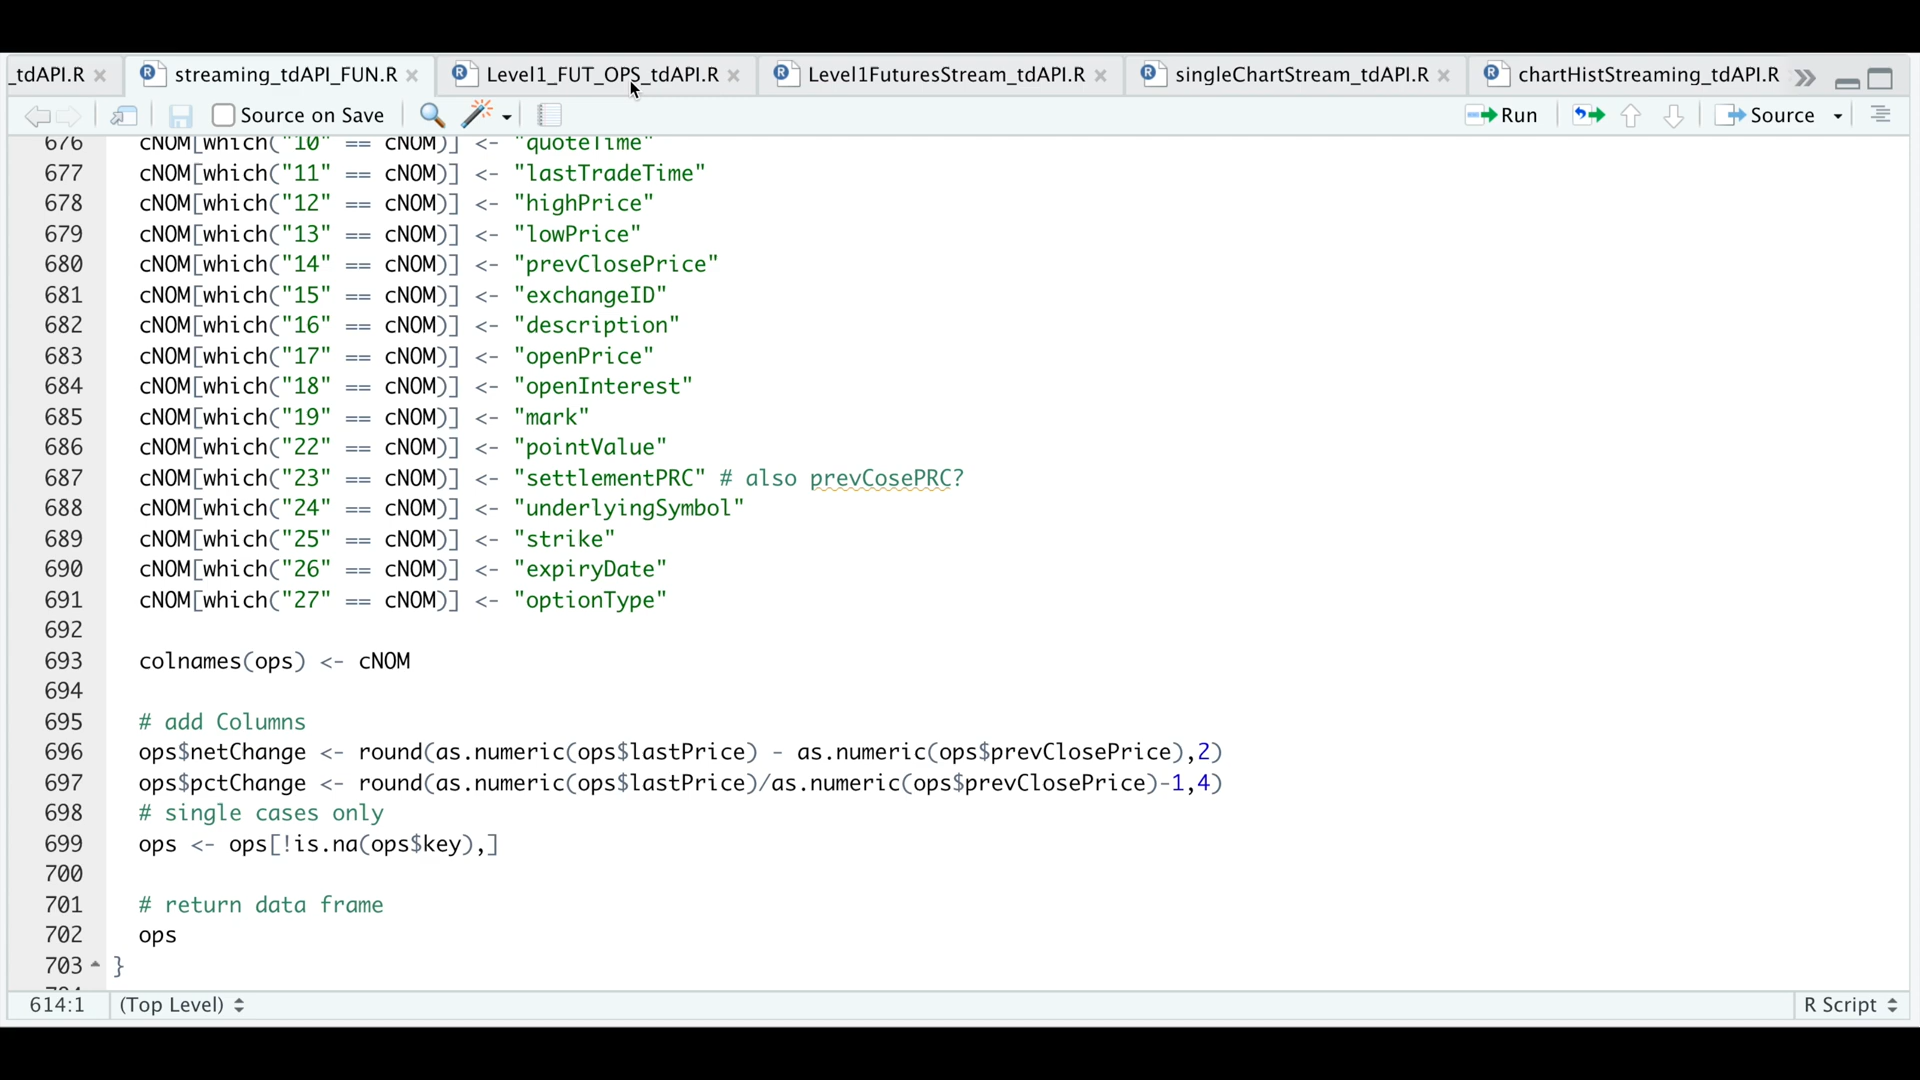 _tdAPI.R streaming_tdAPI_FUN.R Level1_FUT_OPS_tdAPI.R Level1FuturesStream_tdAPI.R singleChartStream_tdAPI.R chartHistStreaming_tdAPI.R
Source on Save Run Source
676 cNOM[which("10" == cNOM)] <- "quoteTime"
677 cNOM[which("11" == cNOM)] <- "lastTradeTime"
678 cNOM[which("12" == cNOM)] <- "highPrice"
679 cNOM[which("13" == cNOM)] <- "lowPrice"
680 cNOM[which("14" == cNOM)] <- "prevClosePrice"
681 cNOM[which("15" == cNOM)] <- "exchangeID"
682 cNOM[which("16" == cNOM)] <- "description"
683 cNOM[which("17" == cNOM)] <- "openPrice"
684 cNOM[which("18" == cNOM)] <- "openInterest"
685 cNOM[which("19" == cNOM)] <- "mark"
686 cNOM[which("22" == cNOM)] <- "pointValue"
687 cNOM[which("23" == cNOM)] <- "settlementPRC" # also prevCosePRC?
688 cNOM[which("24" == cNOM)] <- "underlyingSymbol"
689 cNOM[which("25" == cNOM)] <- "strike"
690 cNOM[which("26" == cNOM)] <- "expiryDate"
691 cNOM[which("27" == cNOM)] <- "optionType"
692
693 colnames(ops) <- cNOM
694
695 # add Columns
696 ops$netChange <- round(as.numeric(ops$lastPrice) - as.numeric(ops$prevClosePrice),2)
697 ops$pctChange <- round(as.numeric(ops$lastPrice)/as.numeric(ops$prevClosePrice)-1,4)
698 # single cases only
699 ops <- ops[!is.na(ops$key),]
700
701 # return data frame
702 ops
703 }
614:1 (Top Level) R Script